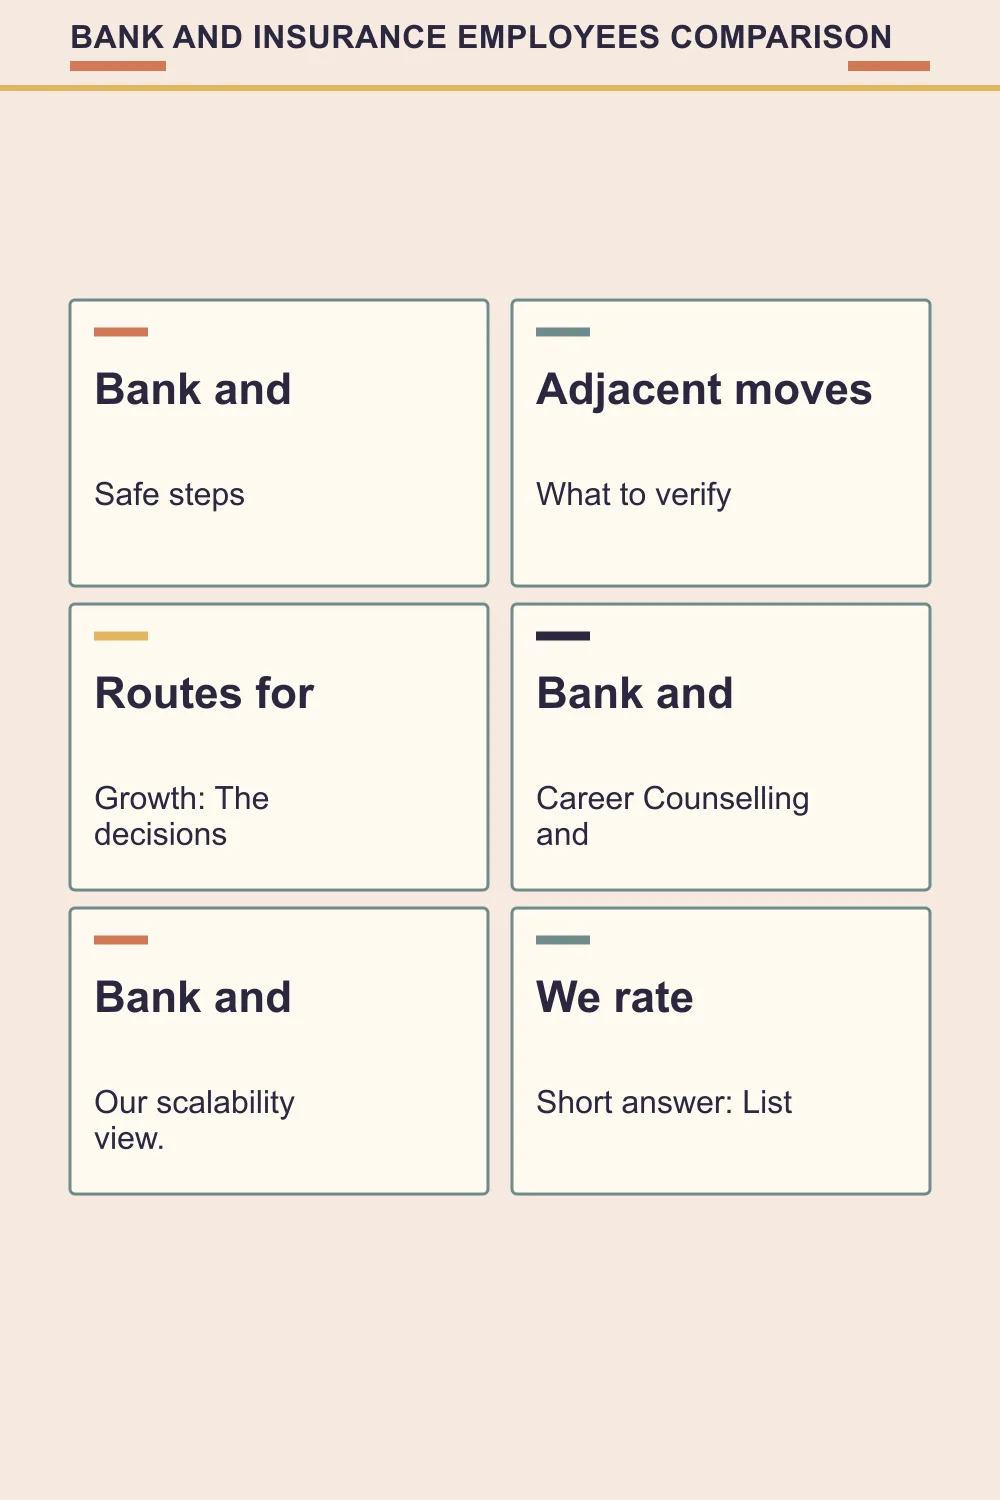 BANK AND INSURANCE EMPLOYEES COMPARISON
Bank and
Safe steps
Adjacent moves
What to verify
Routes for
Growth: The
decisions
Bank and
Career Counselling
and
Bank and
Our scalability
view.
We rate
Short answer: List